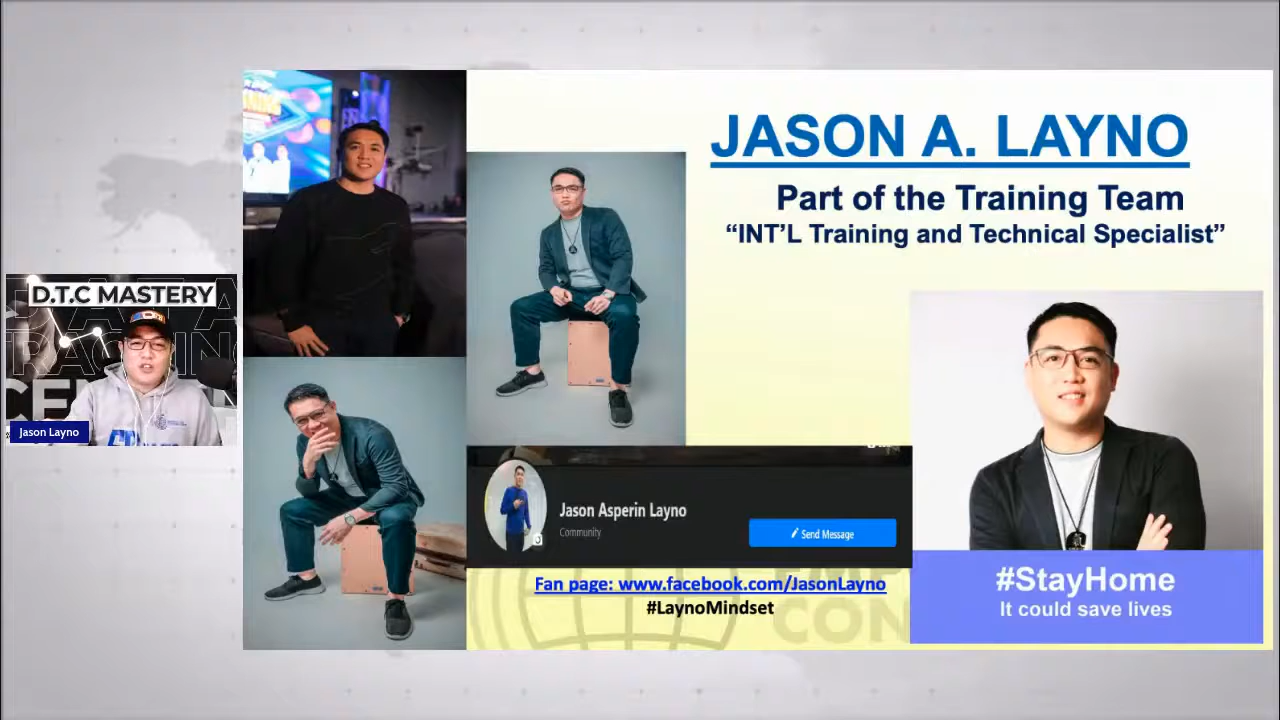 JASON A. LAYNO
Part of the Training Team
“INT’L Training and Technical Specialist”
D.T.C MASTERY
Jason Layno
Jason Asperin Layno
Community
Send Message
Fan page: www.facebook.com/JasonLayno
#LaynoMindset
#StayHome
It could save lives